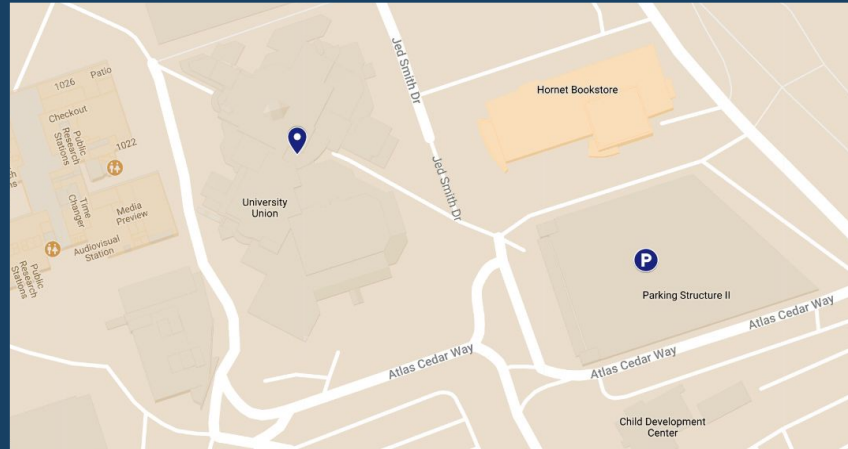 Jed Smith Dr
1026
Patio
Checkout
Public
Research
Stations
1022
Hornet Bookstore
Jed Smith Dr
University
Union
Time
Changer
Media
Preview
Audiovisual
Station
Public
Research
Stations
P
Parking Structure II
Atlas Cedar Way
Atlas Cedar Way
Atlas Cedar Way
Child Development
Center